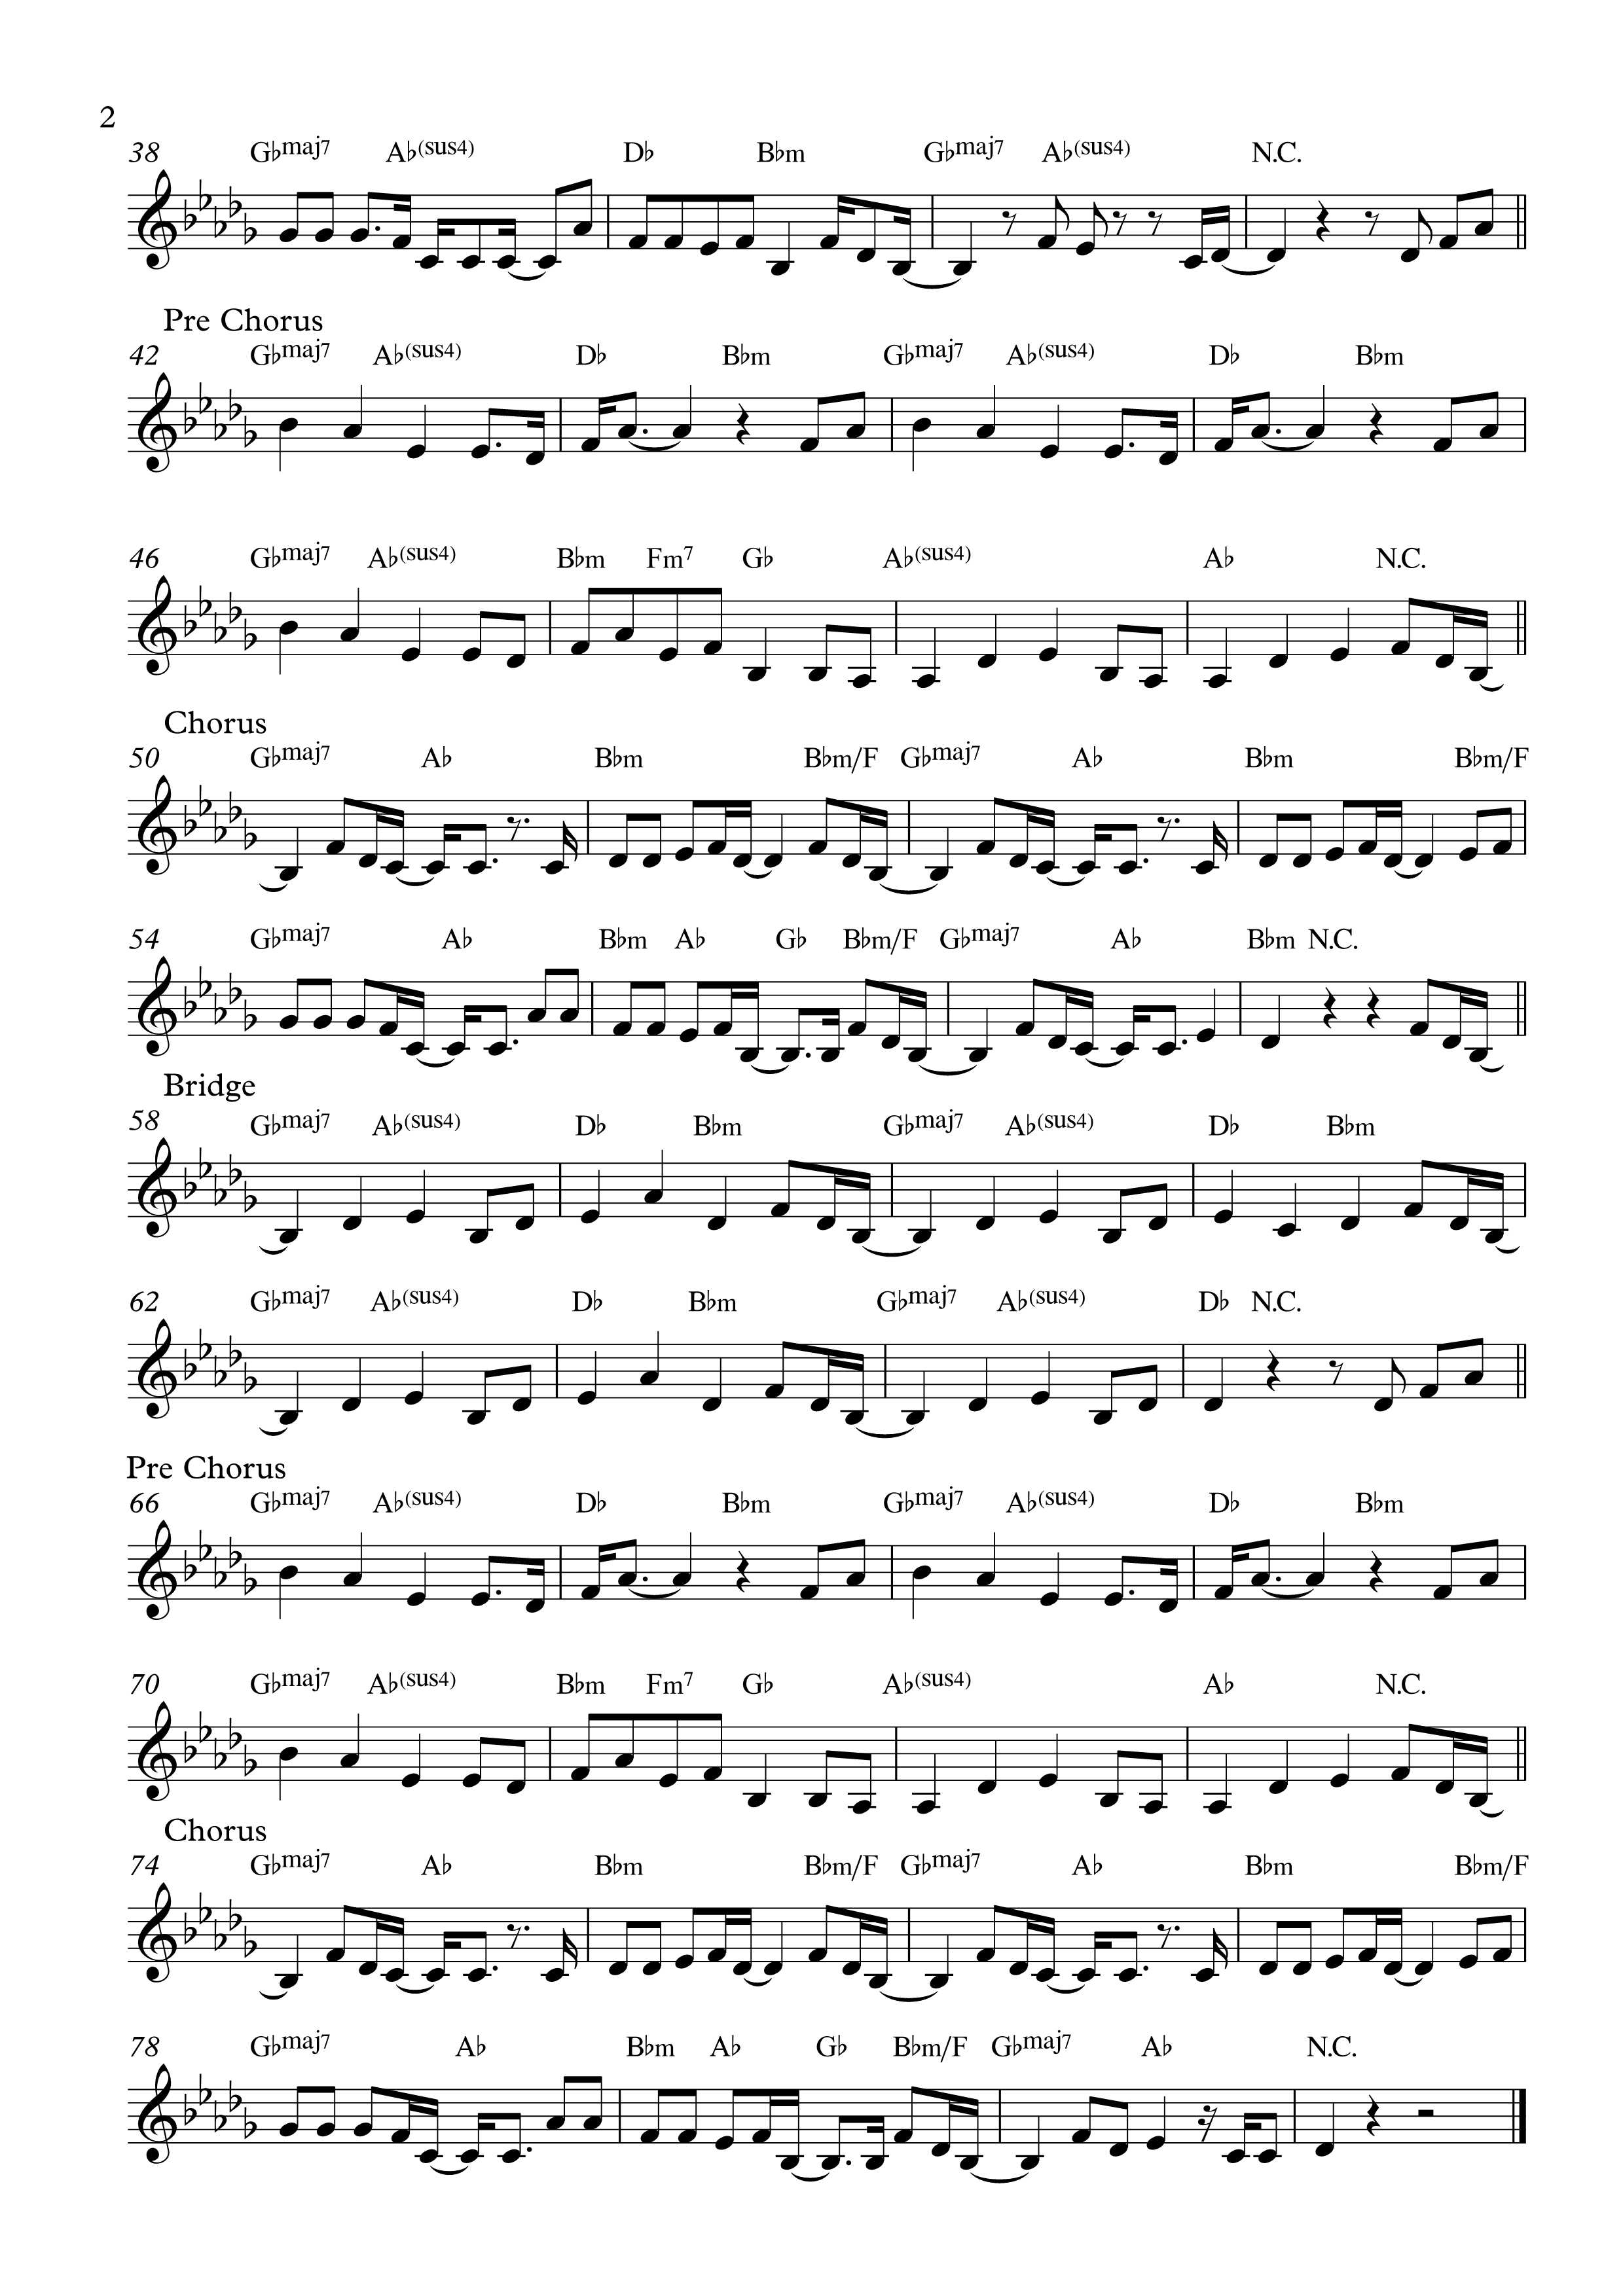 2
38 G♭maj7 A♭(sus4) D♭ B♭m G♭maj7 A♭(sus4) N.C.
Pre Chorus
42 G♭maj7 A♭(sus4) D♭ B♭m G♭maj7 A♭(sus4) D♭ B♭m
46 G♭maj7 A♭(sus4) B♭m Fm7 G♭ A♭(sus4) A♭ N.C.
Chorus
50 G♭maj7 A♭ B♭m B♭m/F G♭maj7 A♭ B♭m B♭m/F
54 G♭maj7 A♭ B♭m A♭ G♭ B♭m/F G♭maj7 A♭ B♭m N.C.
Bridge
58 G♭maj7 A♭(sus4) D♭ B♭m G♭maj7 A♭(sus4) D♭ B♭m
62 G♭maj7 A♭(sus4) D♭ B♭m G♭maj7 A♭(sus4) D♭ N.C.
Pre Chorus
66 G♭maj7 A♭(sus4) D♭ B♭m G♭maj7 A♭(sus4) D♭ B♭m
70 G♭maj7 A♭(sus4) B♭m Fm7 G♭ A♭(sus4) A♭ N.C.
Chorus
74 G♭maj7 A♭ B♭m B♭m/F G♭maj7 A♭ B♭m B♭m/F
78 G♭maj7 A♭ B♭m A♭ G♭ B♭m/F G♭maj7 A♭ N.C.